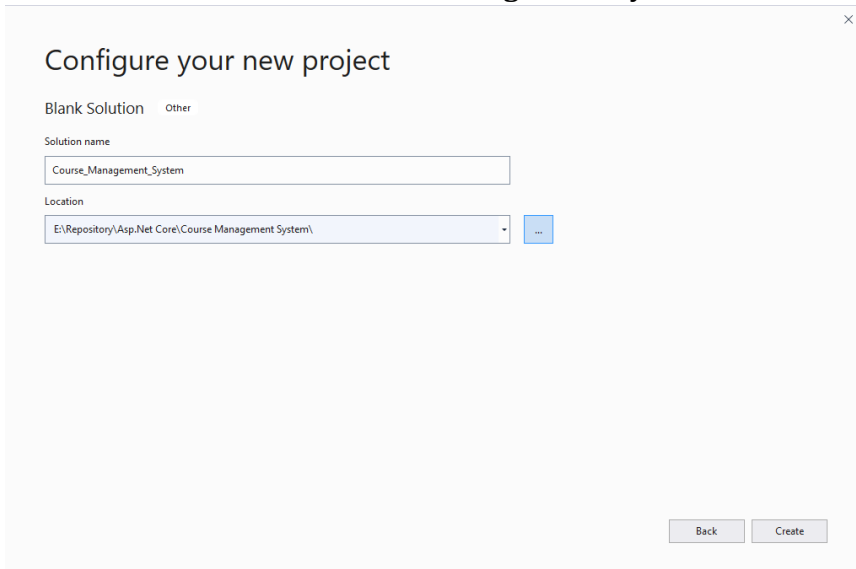 Configure your new project
Blank Solution Other
Solution name
Course_Management_System
Location
E:\Repository\Asp.Net Core\Course Management System\
...
Back Create